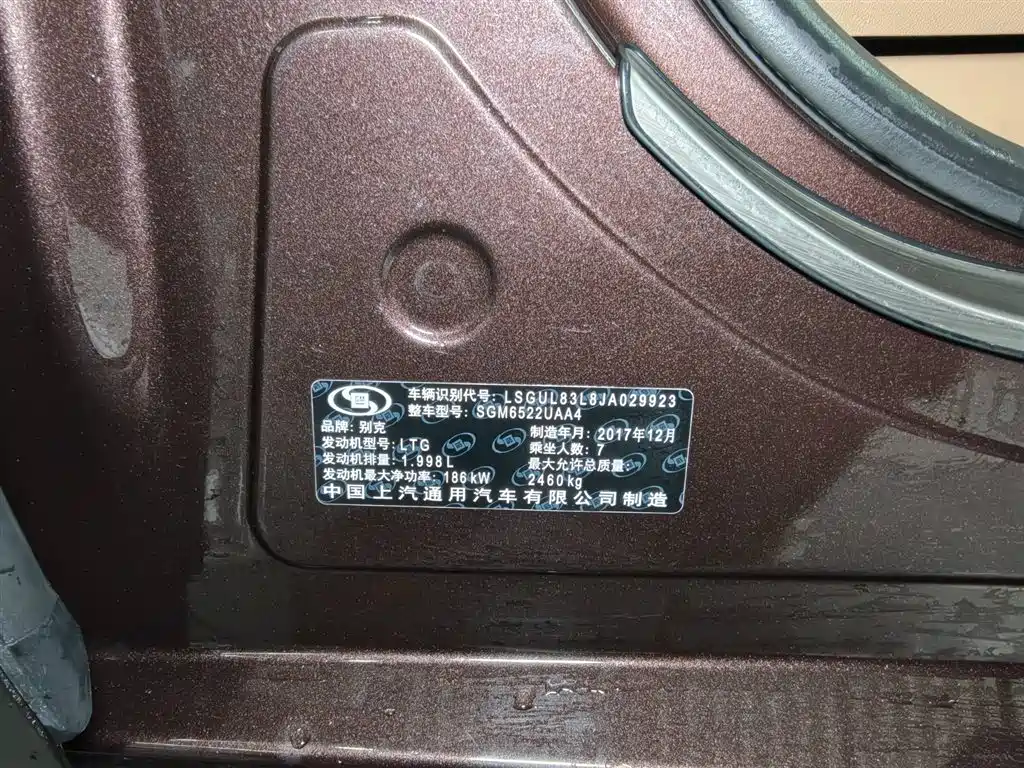 车辆识别代号: LSGUL83L8JA029923
整车型号: SGM6522UAA4
品牌: 别克 制造年月: 2017年12月
发动机型号: LTG 乘坐人数: 7
发动机排量: 1.998L 最大允许总质量:
发动机最大净功率: 186kW 2460kg
中国上汽通用汽车有限公司制造